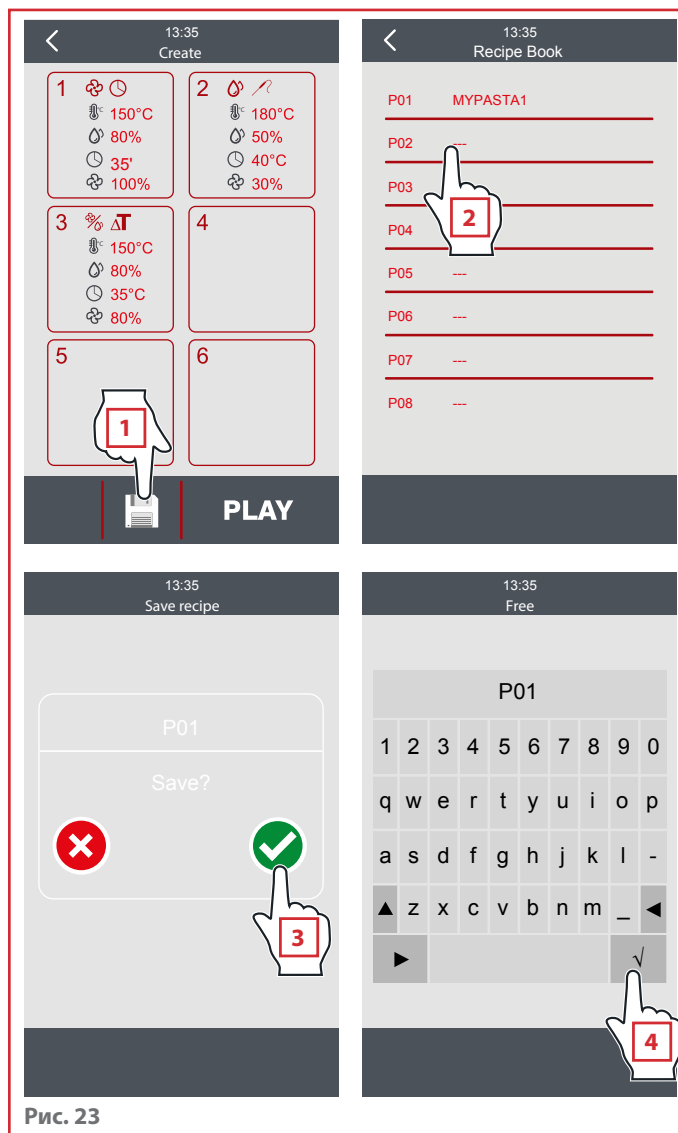 13:35
Create
1
150°C
80%
35'
100%
2
180°C
50%
40°C
30%
3
ΔT
150°C
80%
35°C
80%
4
5
6
1
PLAY
13:35
Recipe Book
P01 MYPASTA1
P02 ---
P03
P04
P05 ---
P06 ---
P07 ---
P08 ---
2
13:35
Save recipe
P01
Save?
3
13:35
Free
P01
1 2 3 4 5 6 7 8 9 0
q w e r t y u i o p
a s d f g h j k l -
▲ z x c v b n m _ ◄
► √
4
Рис. 23